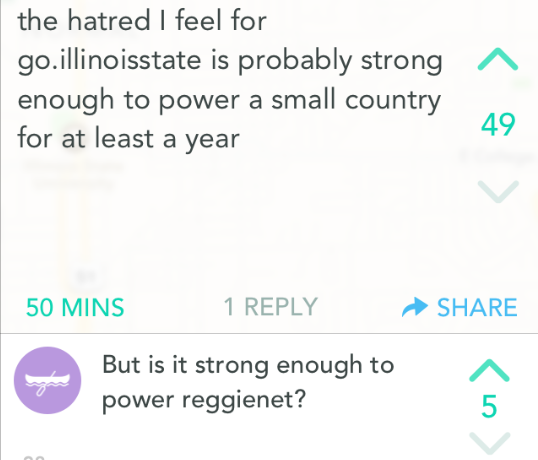 the hatred I feel for
go.illinoisstate is probably strong
enough to power a small country
for at least a year
49
50 MINS
1 REPLY
SHARE
But is it strong enough to
power reggienet?
5